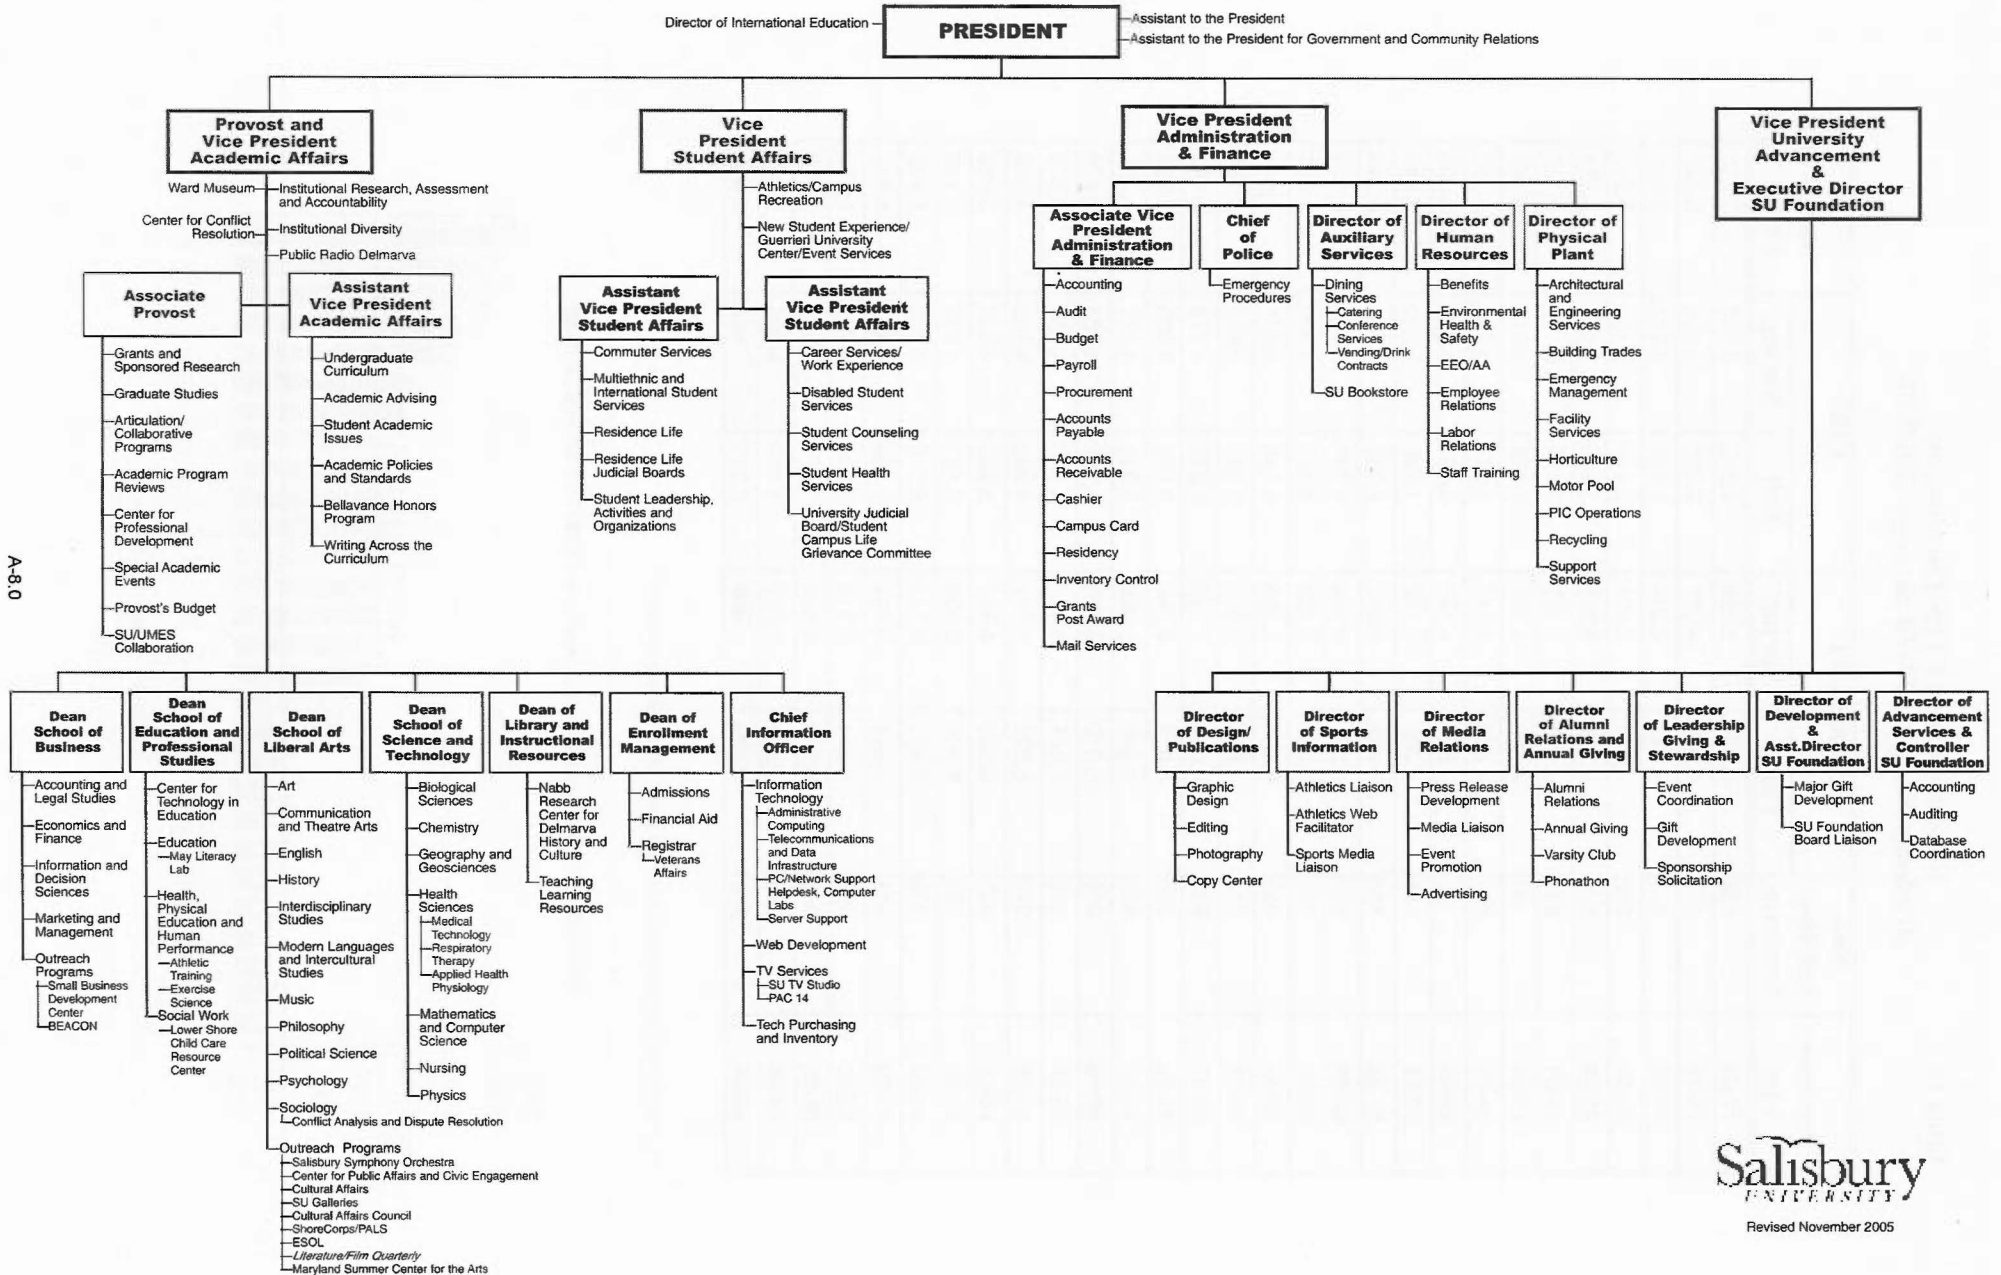 Director of International Education
PRESIDENT
Assistant to the President
Assistant to the President for Government and Community Relations
Provost and
Vice President
Academic Affairs
Ward Museum
Center for Conflict
Resolution
Institutional Research, Assessment
and Accountability
Institutional Diversity
Public Radio Delmarva
Associate
Provost
Grants and
Sponsored Research
Graduate Studies
Articulation/
Collaborative
Programs
Academic Program
Reviews
Center for
Professional
Development
Special Academic
Events
Provost's Budget
SU/UMES
Collaboration
Assistant
Vice President
Academic Affairs
Undergraduate
Curriculum
Academic Advising
Student Academic
Issues
Academic Policies
and Standards
Bellavance Honors
Program
Writing Across the
Curriculum
Vice
President
Student Affairs
Athletics/Campus
Recreation
New Student Experience/
Guerrieri University
Center/Event Services
Assistant
Vice President
Student Affairs
Commuter Services
Multiethnic and
International Student
Services
Residence Life
Residence Life
Judicial Boards
Student Leadership,
Activities and
Organizations
Assistant
Vice President
Student Affairs
Career Services/
Work Experience
Disabled Student
Services
Student Counseling
Services
Student Health
Services
University Judicial
Board/Student
Campus Life
Grievance Committee
Vice President
Administration
& Finance
Associate Vice
President
Administration
& Finance
Accounting
Audit
Budget
Payroll
Procurement
Accounts
Payable
Accounts
Receivable
Cashier
Campus Card
Residency
Inventory Control
Grants
Post Award
Mail Services
Chief
of
Police
Emergency
Procedures
Director of
Auxiliary
Services
Dining
Services
Catering
Conference
Services
Vending/Drink
Contracts
SU Bookstore
Director of
Human
Resources
Benefits
Environmental
Health &
Safety
EEO/AA
Employee
Relations
Labor
Relations
Staff Training
Director of
Physical
Plant
Architectural
and
Engineering
Services
Building Trades
Emergency
Management
Facility
Services
Horticulture
Motor Pool
PIC Operations
Recycling
Support
Services
Vice President
University
Advancement
&
Executive Director
SU Foundation
A-8.0
Dean
School of
Business
Accounting and
Legal Studies
Economics and
Finance
Information and
Decision
Sciences
Marketing and
Management
Outreach
Programs
Small Business
Development
Center
BEACON
Dean
School of
Education and
Professional
Studies
Center for
Technology in
Education
Education
May Literacy
Lab
Health,
Physical
Education and
Human
Performance
Athletic
Training
Exercise
Science
Social Work
Lower Shore
Child Care
Resource
Center
Dean
School of
Liberal Arts
Art
Communication
and Theatre Arts
English
History
Interdisciplinary
Studies
Modern Languages
and Intercultural
Studies
Music
Philosophy
Political Science
Psychology
Sociology
Conflict Analysis and Dispute Resolution
Outreach Programs
Salisbury Symphony Orchestra
Center for Public Affairs and Civic Engagement
Cultural Affairs
SU Galleries
Cultural Affairs Council
ShoreCorps/PALS
ESOL
Literature/Film Quarterly
Maryland Summer Center for the Arts
Dean
School of
Science and
Technology
Biological
Sciences
Chemistry
Geography and
Geosciences
Health
Sciences
Medical
Technology
Respiratory
Therapy
Applied Health
Physiology
Mathematics
and Computer
Science
Nursing
Physics
Dean of
Library and
Instructional
Resources
Nabb
Research
Center for
Delmarva
History and
Culture
Teaching
Learning
Resources
Dean of
Enrollment
Management
Admissions
Financial Aid
Registrar
Veterans
Affairs
Chief
Information
Officer
Information
Technology
Administrative
Computing
Telecommunications
and Data
Infrastructure
PC/Network Support
Helpdesk, Computer
Labs
Server Support
Web Development
TV Services
SU TV Studio
PAC 14
Tech Purchasing
and Inventory
Director
of Design/
Publications
Graphic
Design
Editing
Photography
Copy Center
Director
of Sports
Information
Athletics Liaison
Athletics Web
Facilitator
Sports Media
Liaison
Director
of Media
Relations
Press Release
Development
Media Liaison
Event
Promotion
Advertising
Director
of Alumni
Relations and
Annual Giving
Alumni
Relations
Annual Giving
Varsity Club
Phonathon
Director
of Leadership
Giving &
Stewardship
Event
Coordination
Gift
Development
Sponsorship
Solicitation
Director of
Development
&
Asst.Director
SU Foundation
Major Gift
Development
SU Foundation
Board Liaison
Director of
Advancement
Services &
Controller
SU Foundation
Accounting
Auditing
Database
Coordination
Salisbury
UNIVERSITY
Revised November 2005